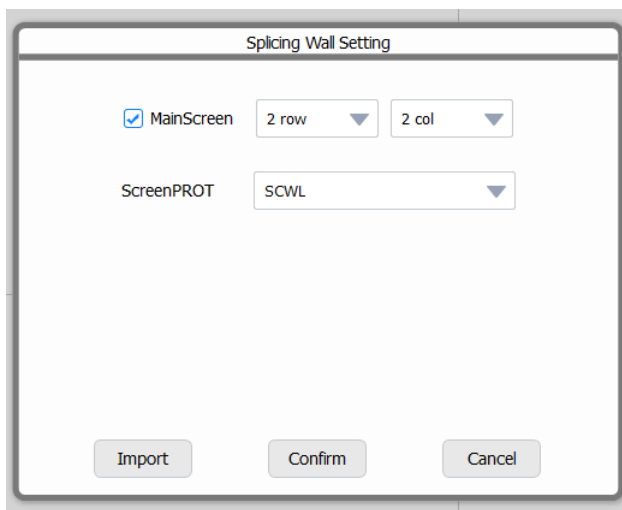 Splicing Wall Setting
MainScreen 2 row 2 col
ScreenPROT SCWL
Import Confirm Cancel